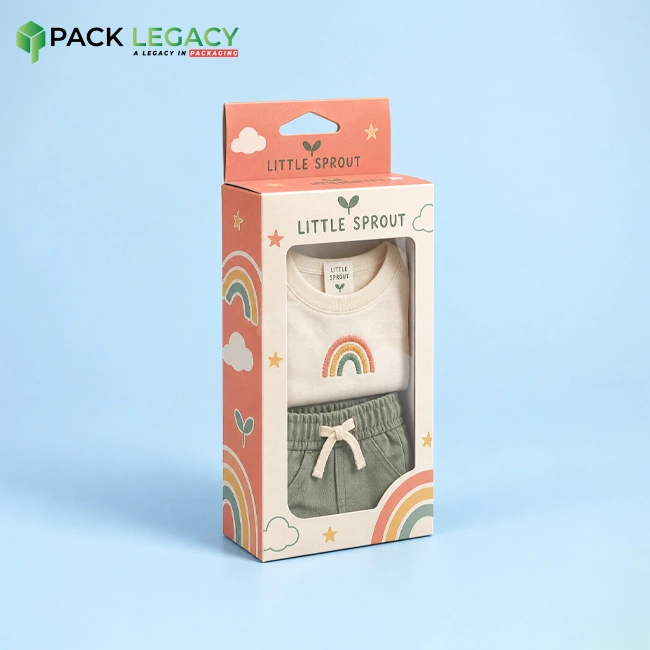 PACK LEGACY
A LEGACY IN PACKAGING
LITTLE SPROUT
LITTLE SPROUT
LITTLE
SPROUT